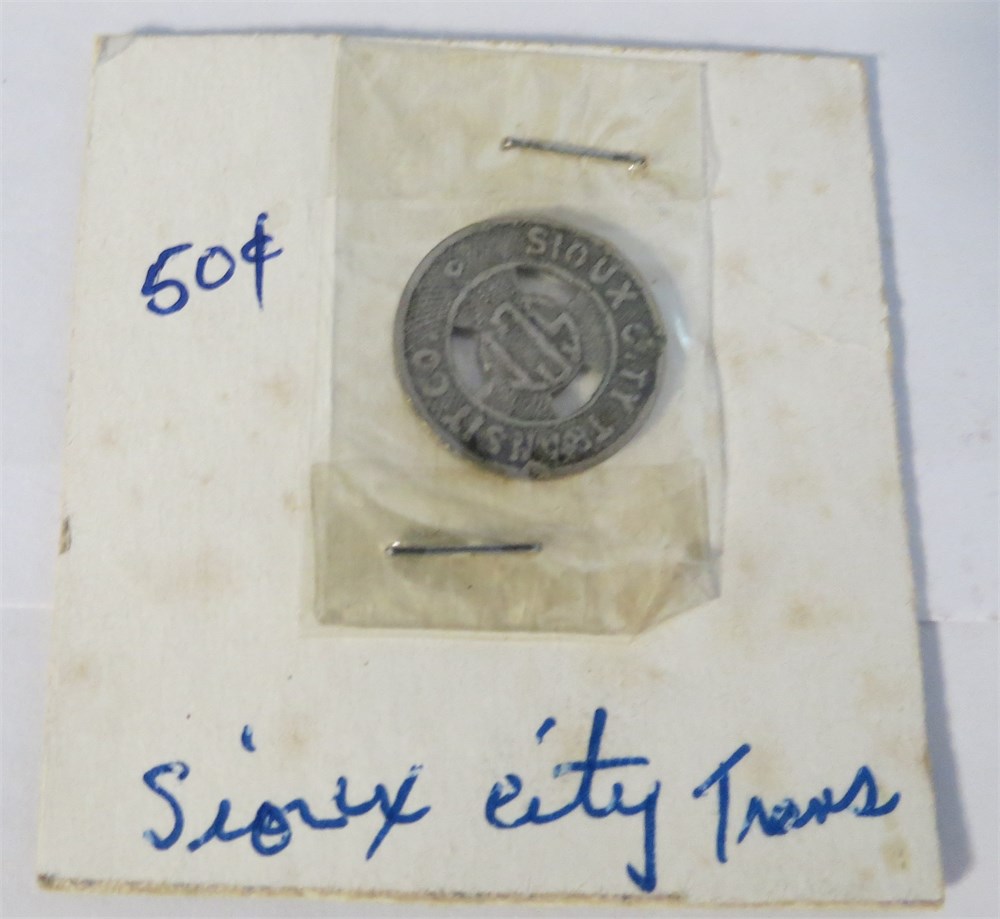 50¢
SIOUX CITY TRANSIT CO.
Sioux city Trans